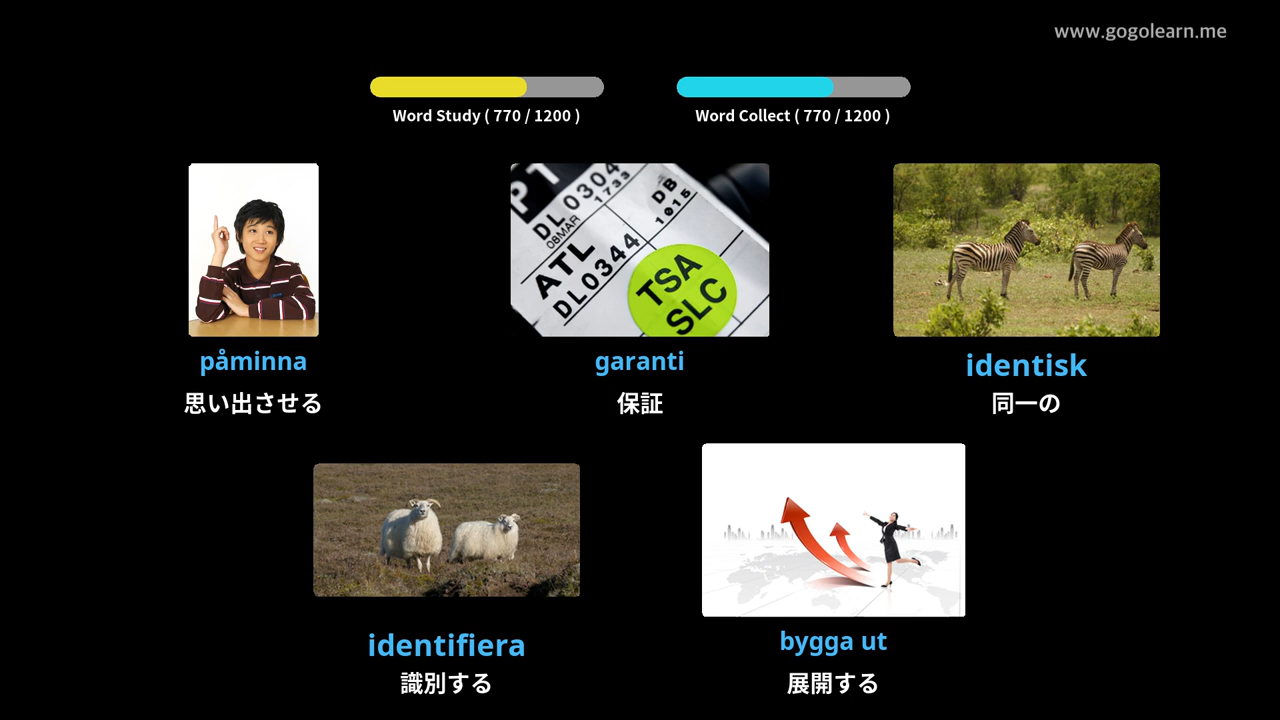 www.gogolearn.me
Word Study ( 770 / 1200 )
Word Collect ( 770 / 1200 )
P1
DL 0304
1733
08MAR
DB
1015
ATL
DL0344
TSA
SLC
påminna
garanti
identisk
思い出させる
保証
同一の
identifiera
bygga ut
識別する
展開する